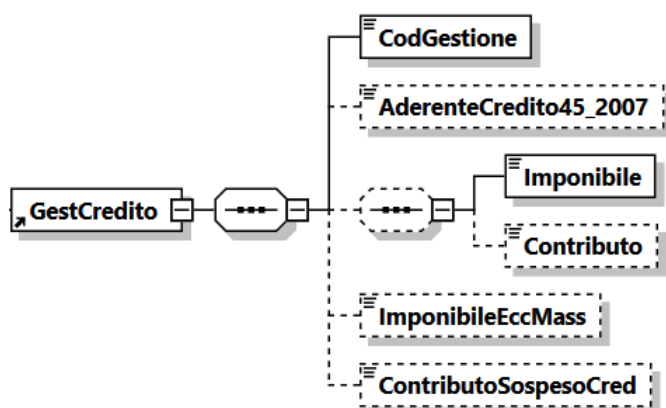 CodGestione
AderenteCredito45_2007
GestCredito
Imponibile
Contributo
ImponibileEccMass
ContributoSospesoCred